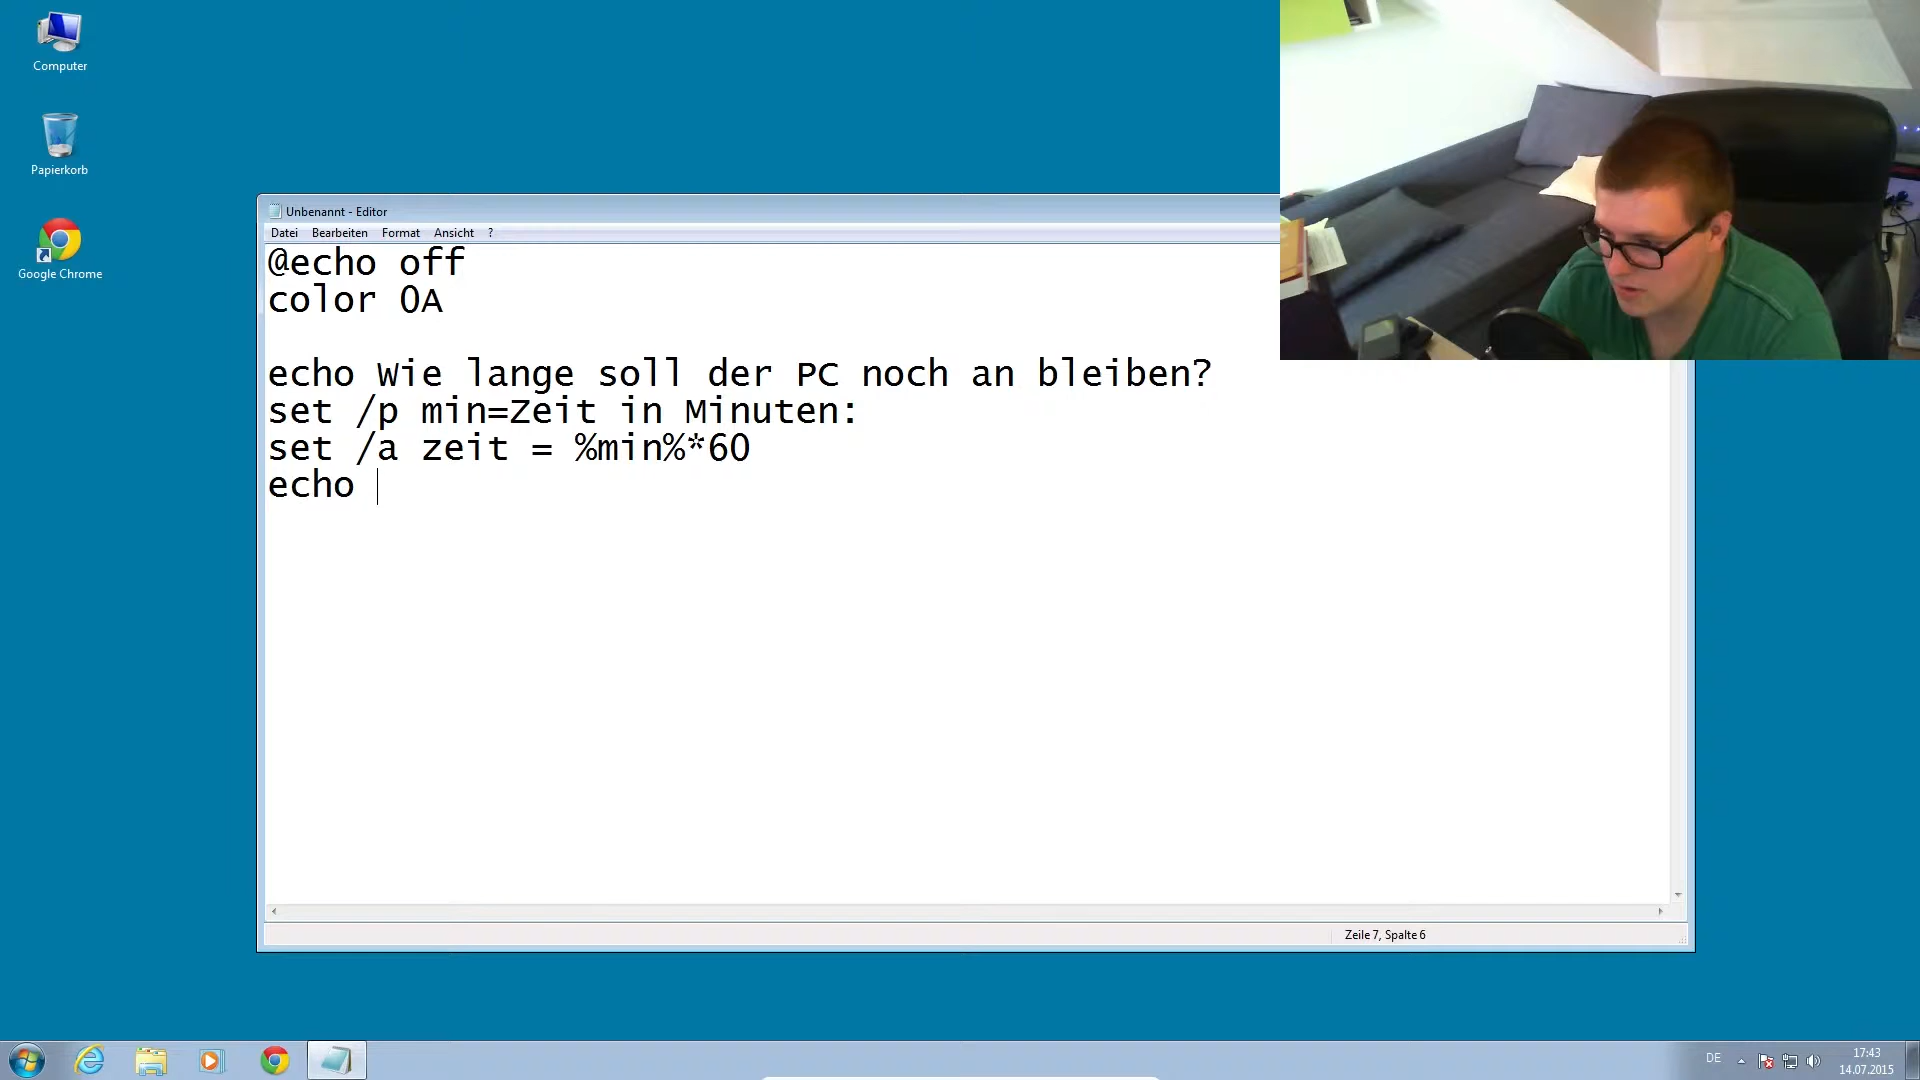 Computer
Papierkorb
Google Chrome
Unbenannt - Editor
Datei Bearbeiten Format Ansicht ?
@echo off
color 0A
echo Wie lange soll der PC noch an bleiben?
set /p min=Zeit in Minuten:
set /a zeit = %min%*60
echo
Zeile 7, Spalte 6
DE
17:43
14.07.2015